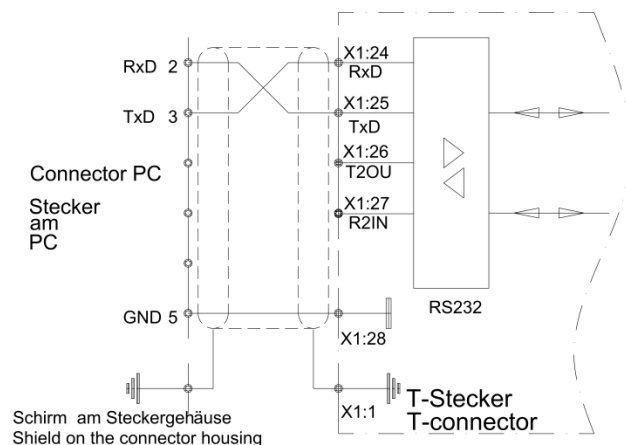 RxD 2
TxD 3
Connector PC
Stecker
am
PC
GND 5
Schirm am Steckergehäuse
Shield on the connector housing
X1:24
RxD
X1:25
TxD
X1:26
T2OU
X1:27
R2IN
RS232
X1:28
X1:1
T-Stecker
T-connector